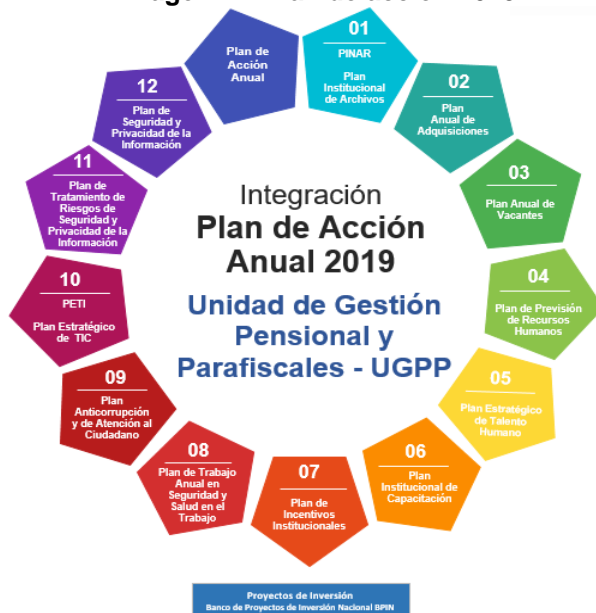 Plan de
Acción
Anual
01
PINAR
Plan
Institucional
de Archivos
02
Plan
Anual de
Adquisiciones
03
Plan Anual de
Vacantes
04
Plan de Previsión
de Recursos
Humanos
05
Plan Estratégico
de Talento
Humano
06
Plan
Institucional de
Capacitación
07
Plan de
Incentivos
Institucionales
08
Plan de Trabajo
Anual en
Seguridad y
Salud en el
Trabajo
09
Plan
Anticorrupción
y de Atención al
Ciudadano
10
PETI
Plan Estratégico
de TIC
11
Plan de
Tratamiento de
Riesgos de
Seguridad y
Privacidad de la
Información
12
Plan de
Seguridad y
Privacidad de la
Información
Integración
Plan de Acción
Anual 2019
Unidad de Gestión
Pensional y
Parafiscales - UGPP
Proyectos de Inversión
Banco de Proyectos de Inversión Nacional BPIN